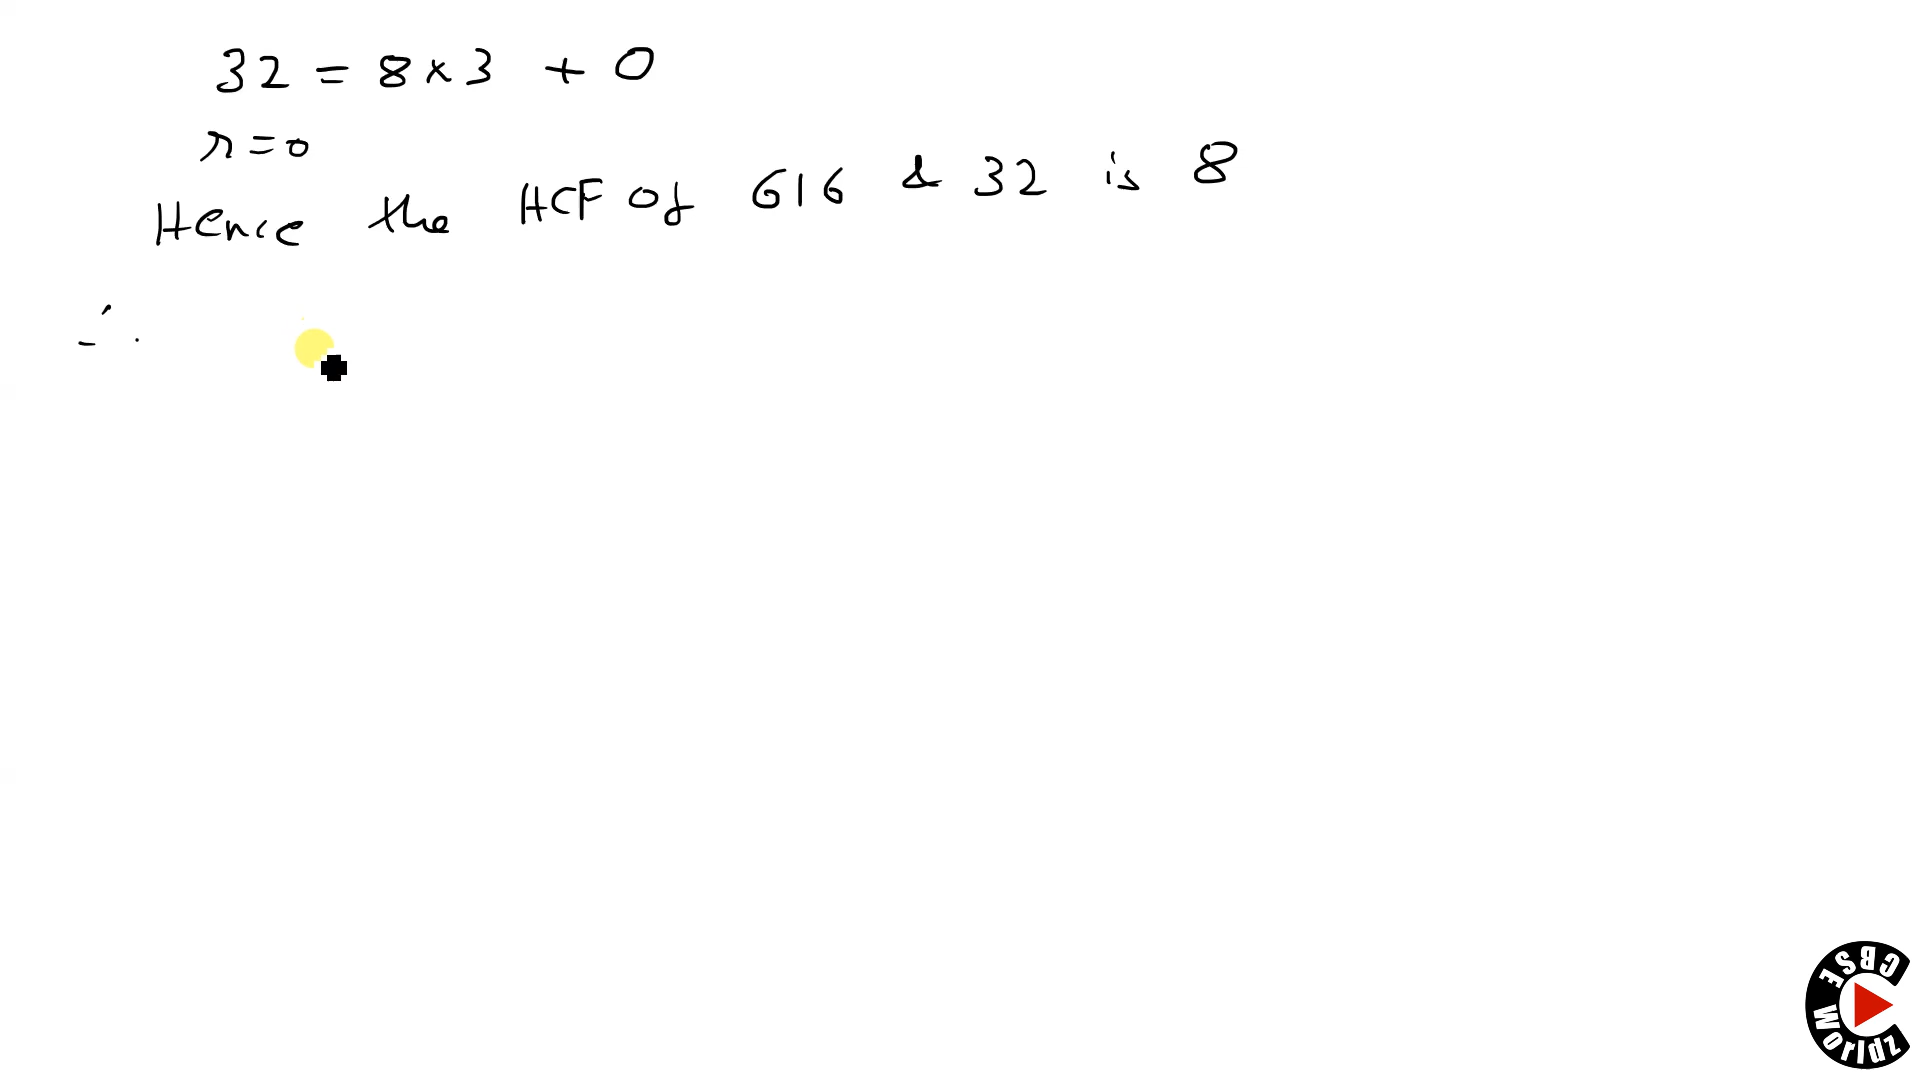 32 = 8 × 3 + 0
r = 0
Hence the HCF of 616 & 32 is 8
∴
CBSE Worldz